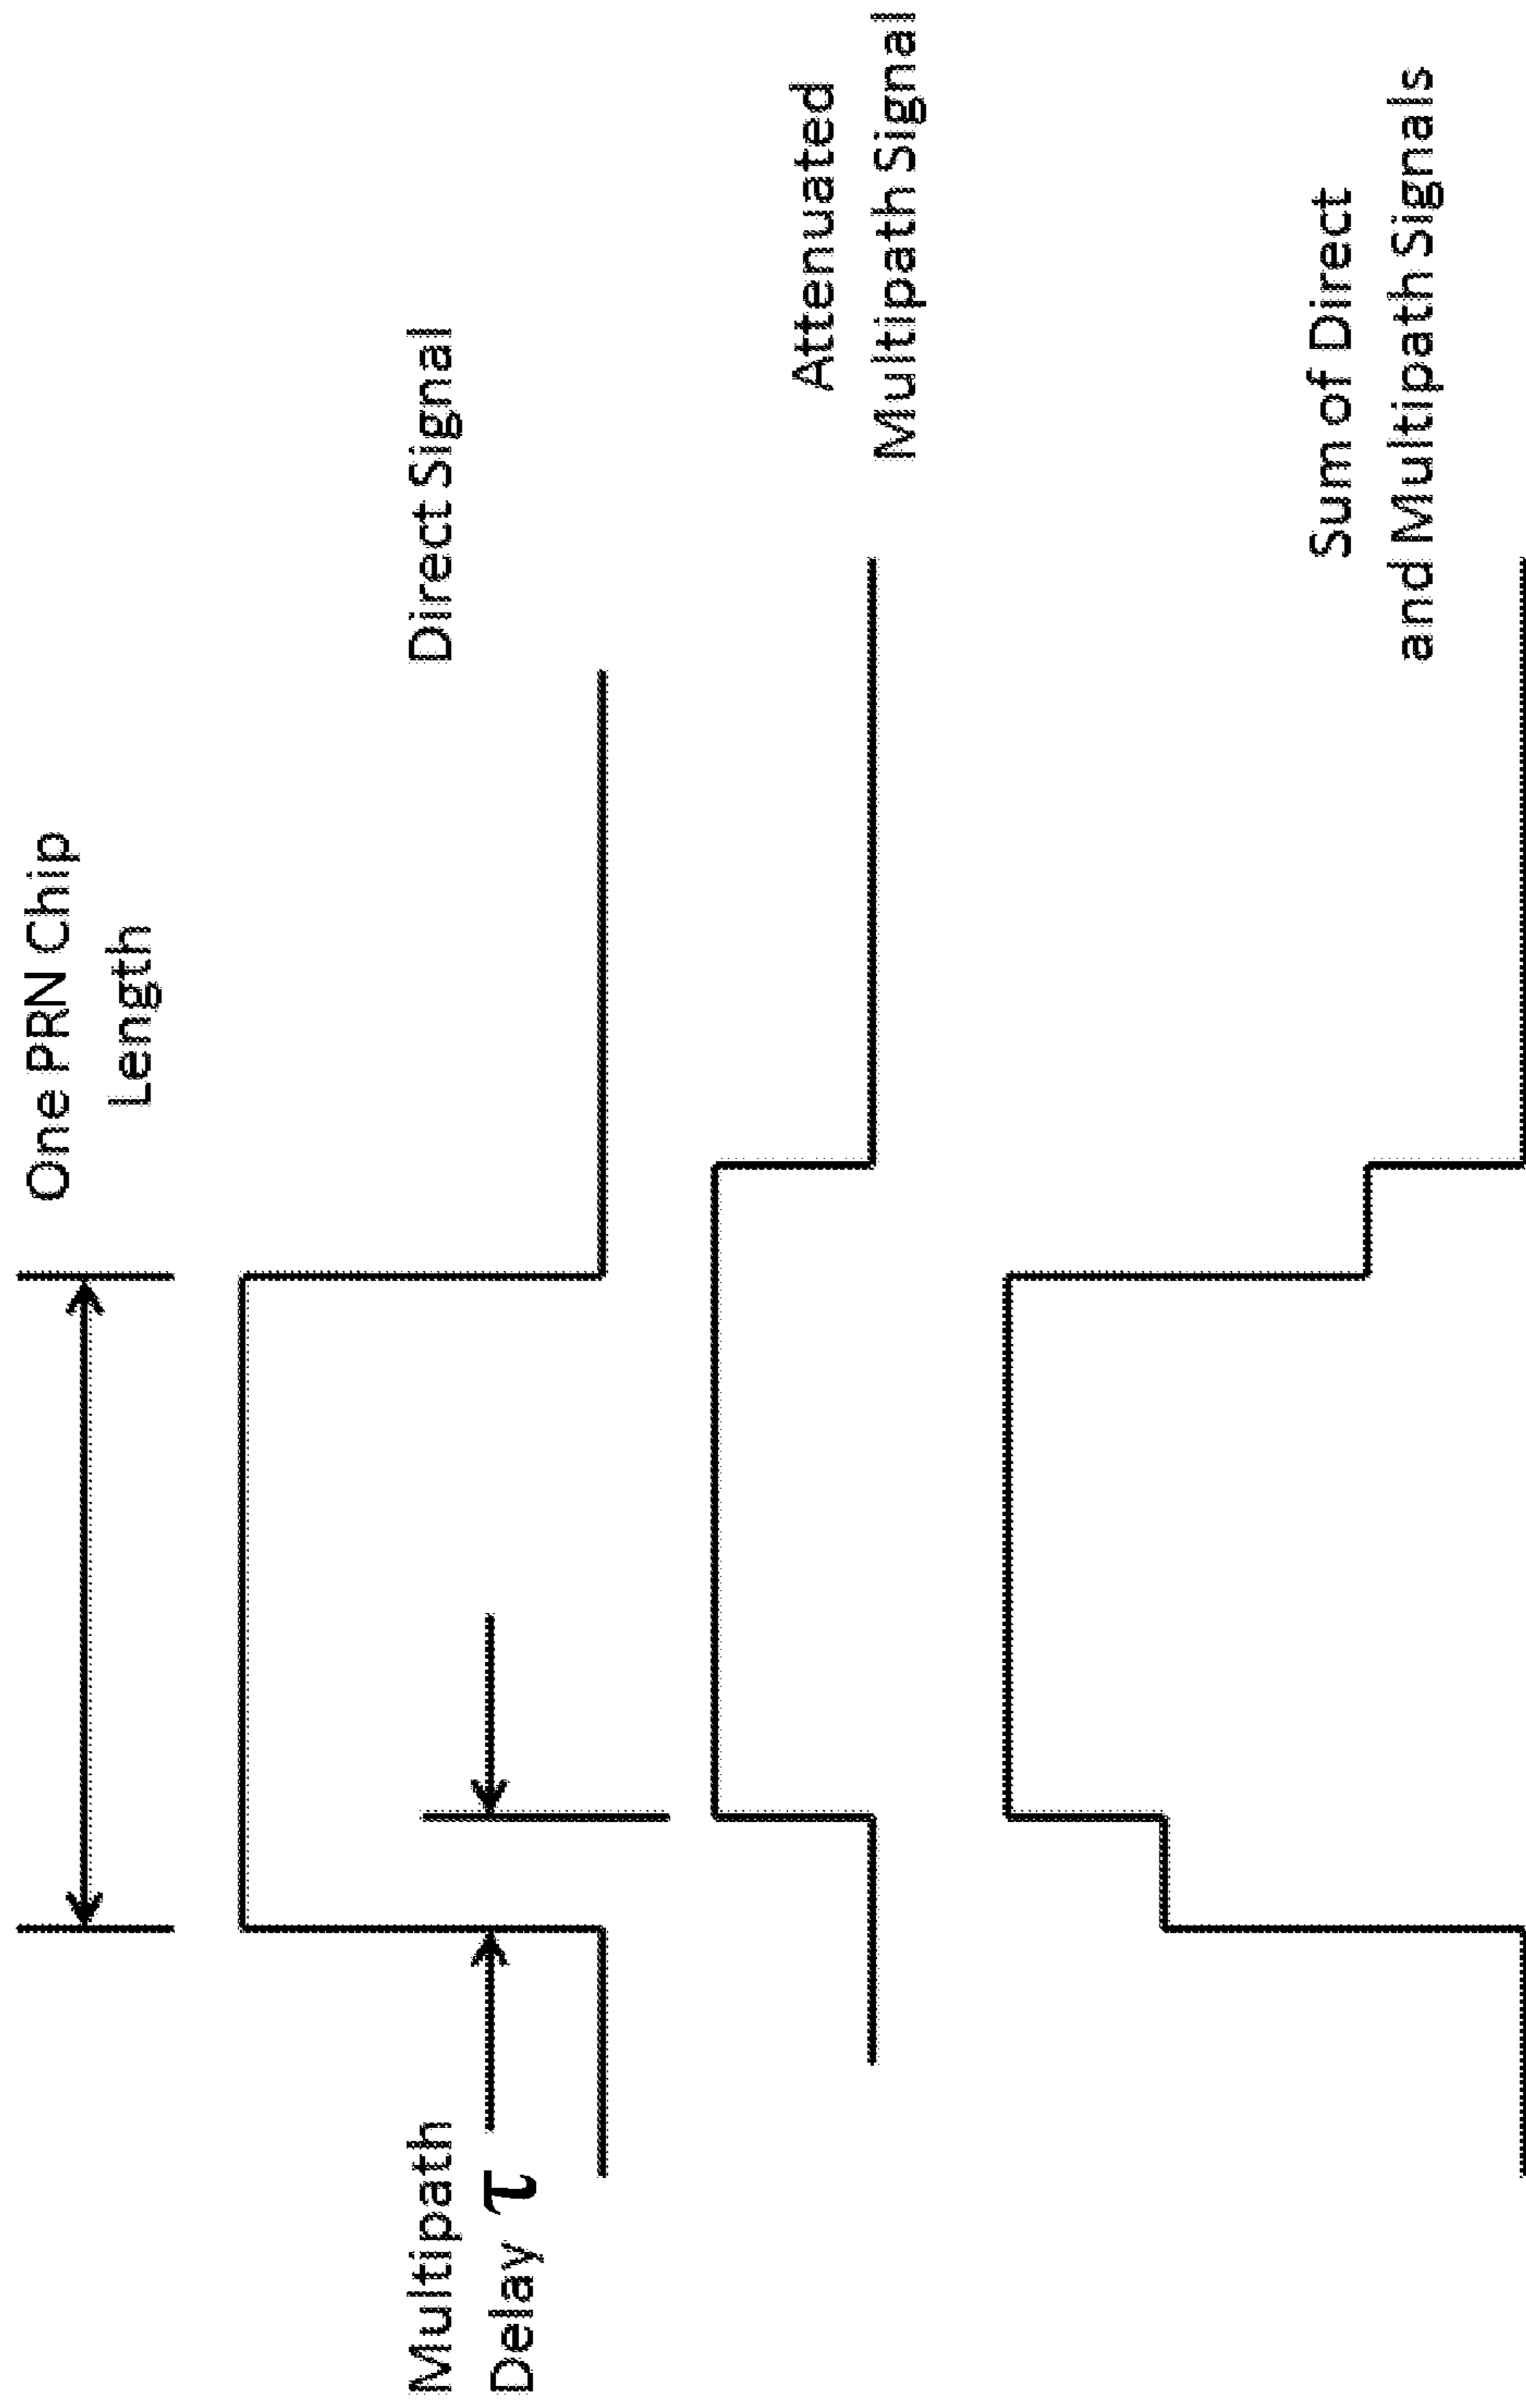 One PRN Chip
Length
Direct Signal
Multipath
Delay τ
Attenuated
Multipath Signal
Sum of Direct
and Multipath Signals